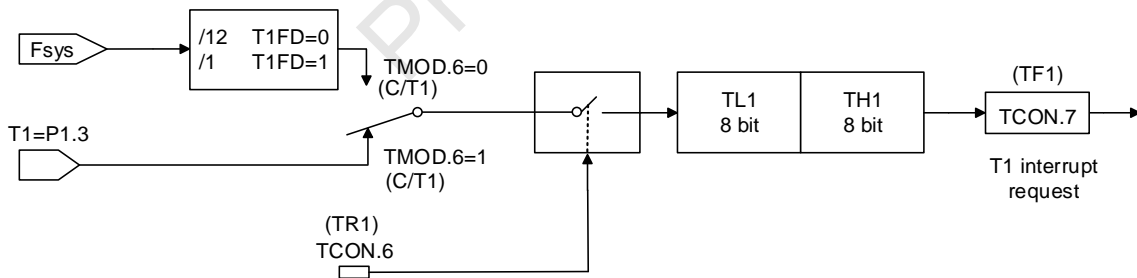 Fsys
/12 T1FD=0
/1 T1FD=1
TMOD.6=0
(C/T1)
T1=P1.3
TMOD.6=1
(C/T1)
(TR1)
TCON.6
TL1
8 bit
TH1
8 bit
(TF1)
TCON.7
T1 interrupt
request